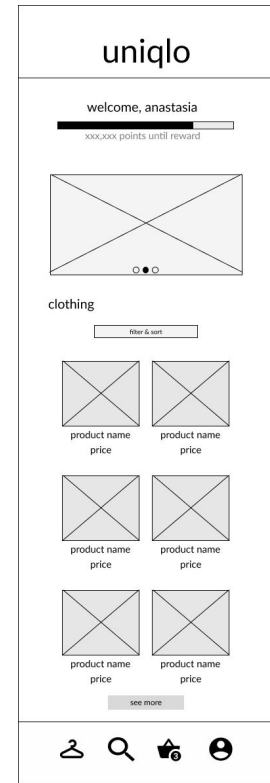 uniqlo
welcome, anastasia
xxx,xxx points until reward
clothing
filter & sort
product name product name
price price
product name product name
price price
product name product name
price price
see more
3